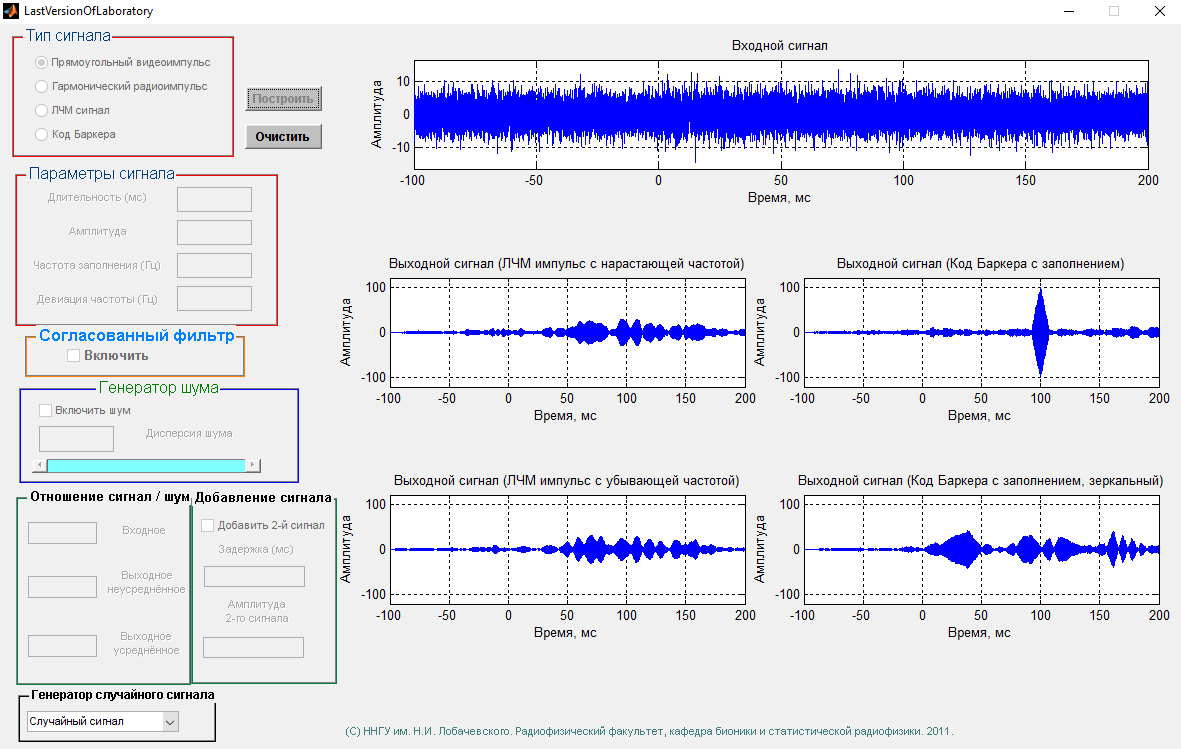 LastVersionOfLaboratory
Тип сигнала
Прямоугольный видеоимпульс
Гармонический радиоимпульс
ЛЧМ сигнал
Код Баркера
Построить
Очистить
Параметры сигнала
Длительность (мс)
Амплитуда
Частота заполнения (Гц)
Девиация частоты (Гц)
Согласованный фильтр
Включить
Генератор шума
Включить шум
Дисперсия шума
Отношение сигнал / шум
Входное
Выходное
неусреднённое
Выходное
усреднённое
Добавление сигнала
Добавить 2-й сигнал
Задержка (мс)
Амплитуда
2-го сигнала
Генератор случайного сигнала
Случайный сигнал
Входной сигнал
Амплитуда
10
0
-10
-100 -50 0 50 100 150 200
Время, мс
Выходной сигнал (ЛЧМ импульс с нарастающей частотой)
Амплитуда
100
0
-100
-100 -50 0 50 100 150 200
Время, мс
Выходной сигнал (Код Баркера с заполнением)
Амплитуда
100
0
-100
-100 -50 0 50 100 150 200
Время, мс
Выходной сигнал (ЛЧМ импульс с убывающей частотой)
Амплитуда
100
0
-100
-100 -50 0 50 100 150 200
Время, мс
Выходной сигнал (Код Баркера с заполнением, зеркальный)
Амплитуда
100
0
-100
-100 -50 0 50 100 150 200
Время, мс
(С) ННГУ им. Н.И. Лобачевского. Радиофизический факультет, кафедра бионики и статистической радиофизики. 2011.